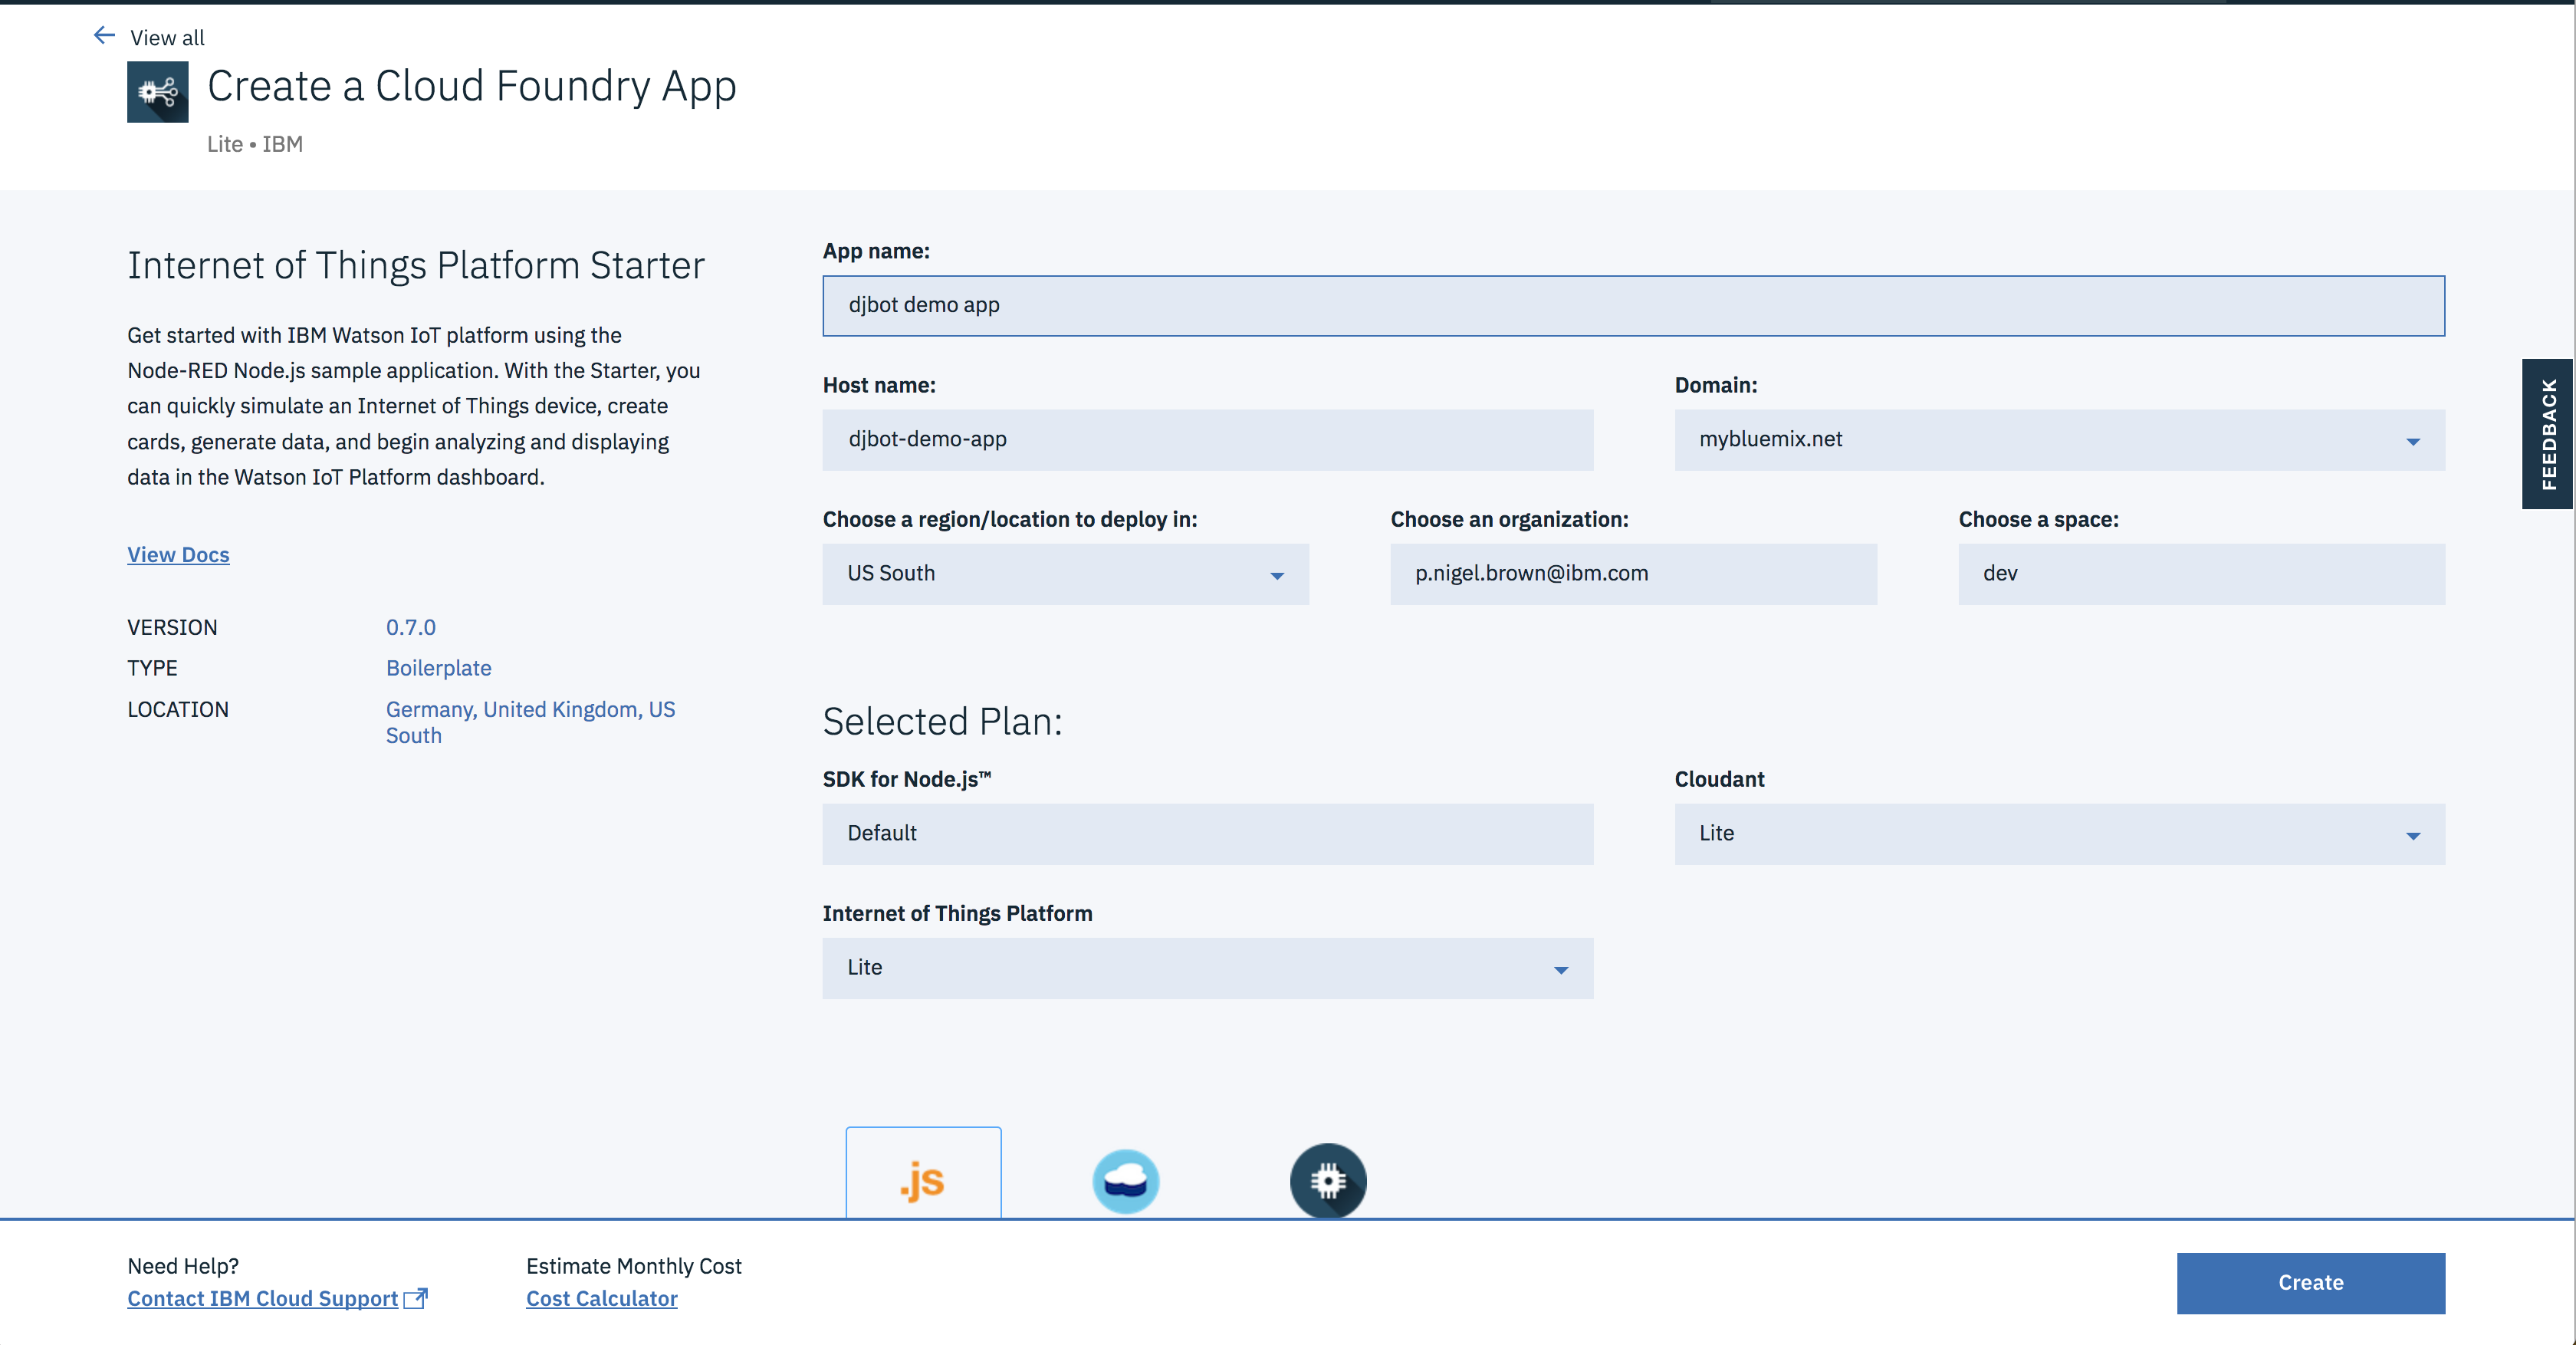 View all
Create a Cloud Foundry App
Lite • IBM
Internet of Things Platform Starter
Get started with IBM Watson IoT platform using the
Node-RED Node.js sample application. With the Starter, you
can quickly simulate an Internet of Things device, create
cards, generate data, and begin analyzing and displaying
data in the Watson IoT Platform dashboard.
View Docs
VERSION 0.7.0
TYPE Boilerplate
LOCATION Germany, United Kingdom, US
South
App name:
djbot demo app
Host name: Domain:
djbot-demo-app mybluemix.net
Choose a region/location to deploy in: Choose an organization: Choose a space:
US South p.nigel.brown@ibm.com dev
Selected Plan:
SDK for Node.js™ Cloudant
Default Lite
Internet of Things Platform
Lite
.js
FEEDBACK
Need Help? Estimate Monthly Cost
Contact IBM Cloud Support Cost Calculator
Create